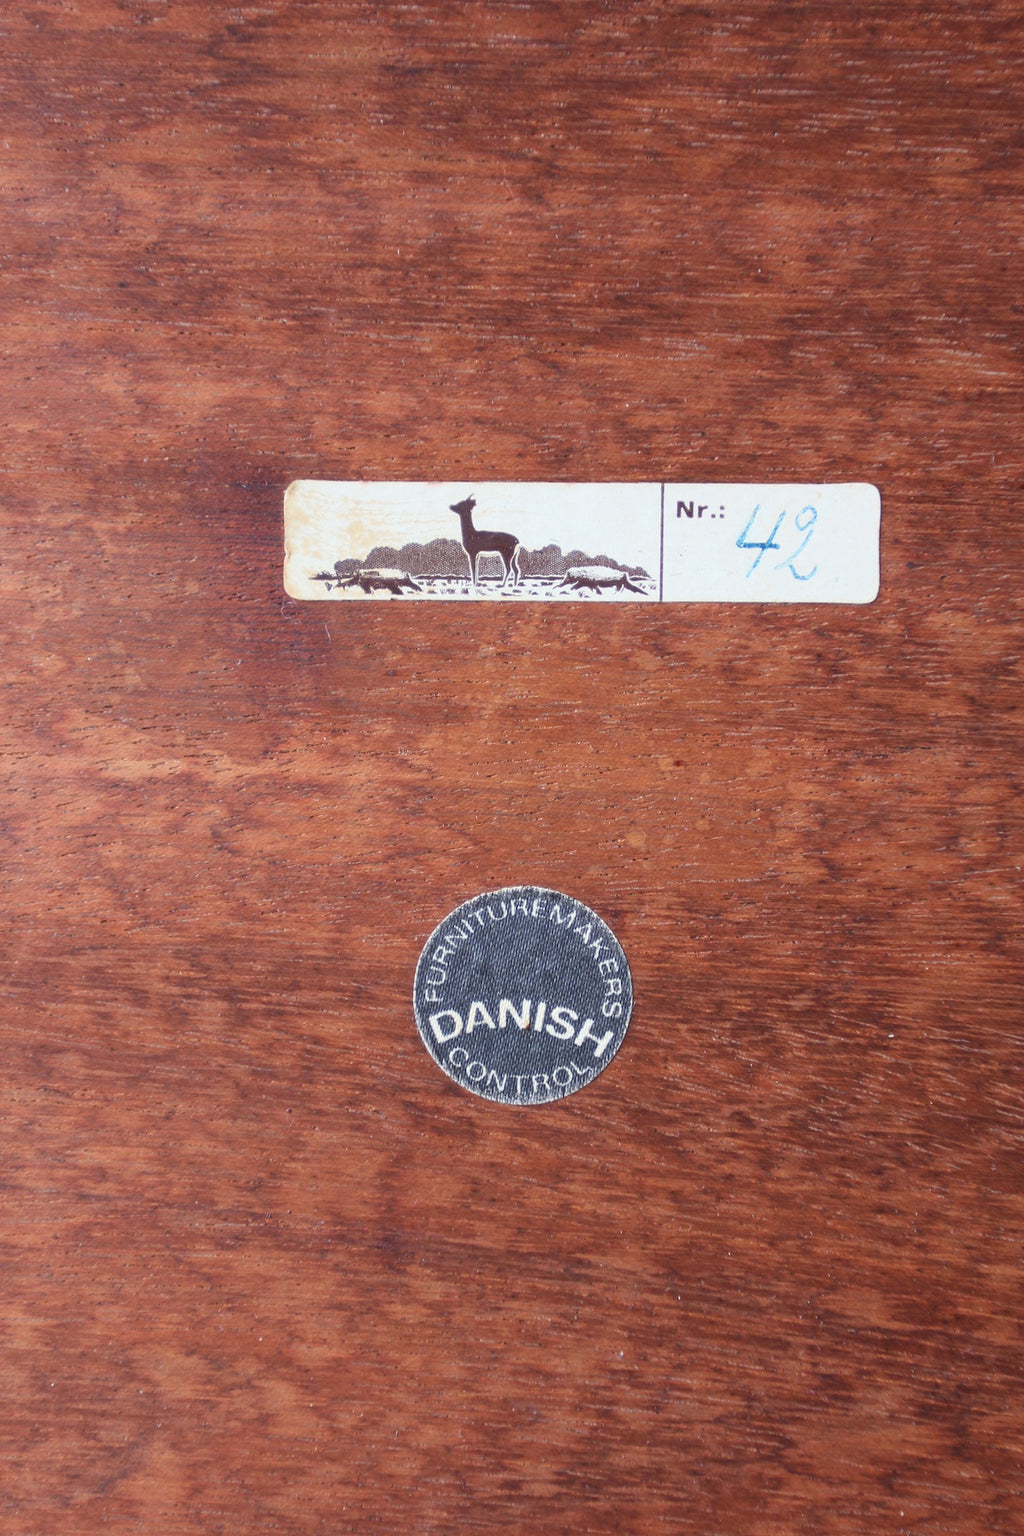 Nr.: 42
FURNITUREMAKERS
DANISH
CONTROL